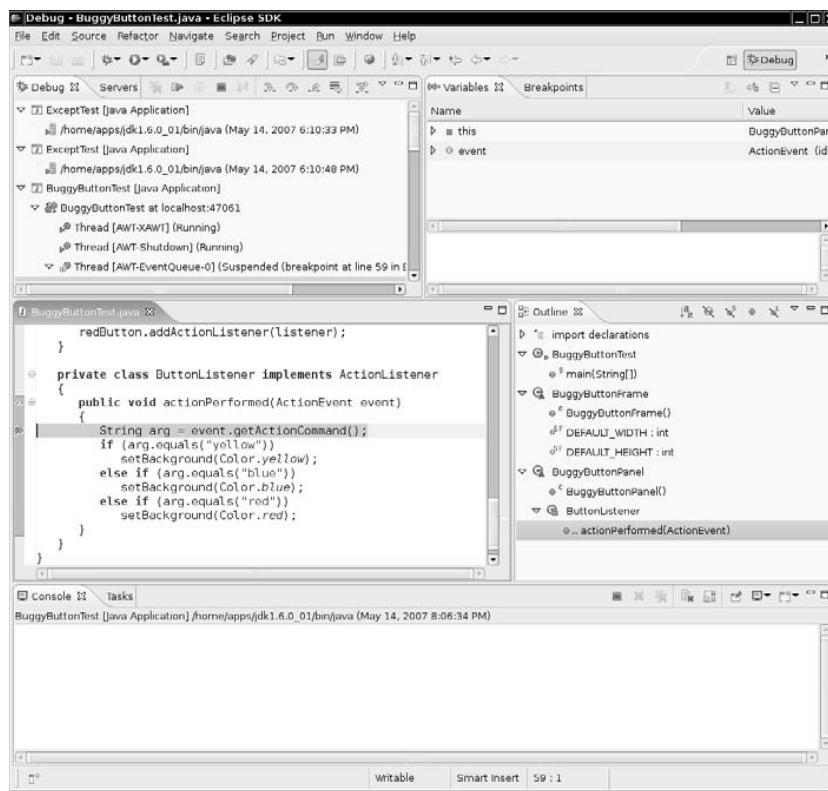 Debug - BuggyButtonTest.java - Eclipse SDK
File Edit Source Refactor Navigate Search Project Run Window Help
Debug
Debug Servers
ExceptTest [Java Application]
/home/apps/jdk1.6.0_01/bin/java (May 14, 2007 6:10:33 PM)
ExceptTest [Java Application]
/home/apps/jdk1.6.0_01/bin/java (May 14, 2007 6:10:48 PM)
BuggyButtonTest [Java Application]
BuggyButtonTest at localhost:47061
Thread [AWT-XAWT] (Running)
Thread [AWT-Shutdown] (Running)
Thread [AWT-EventQueue-0] (Suspended (breakpoint at line 59 in
Variables Breakpoints
Name Value
this BuggyButtonPan
event ActionEvent (id
BuggyButtonTest.java
redButton.addActionListener(listener);
}
private class ButtonListener implements ActionListener
{
public void actionPerformed(ActionEvent event)
{
String arg = event.getActionCommand();
if (arg.equals("yellow"))
setBackground(Color.yellow);
else if (arg.equals("blue"))
setBackground(Color.blue);
else if (arg.equals("red"))
setBackground(Color.red);
}
}
}
Outline
import declarations
BuggyButtonTest
main(String[])
BuggyButtonFrame
BuggyButtonFrame()
DEFAULT_WIDTH : int
DEFAULT_HEIGHT : int
BuggyButtonPanel
BuggyButtonPanel()
ButtonListener
actionPerformed(ActionEvent)
Console Tasks
BuggyButtonTest [Java Application] /home/apps/jdk1.6.0_01/bin/java (May 14, 2007 8:06:34 PM)
Writable Smart Insert 59 : 1